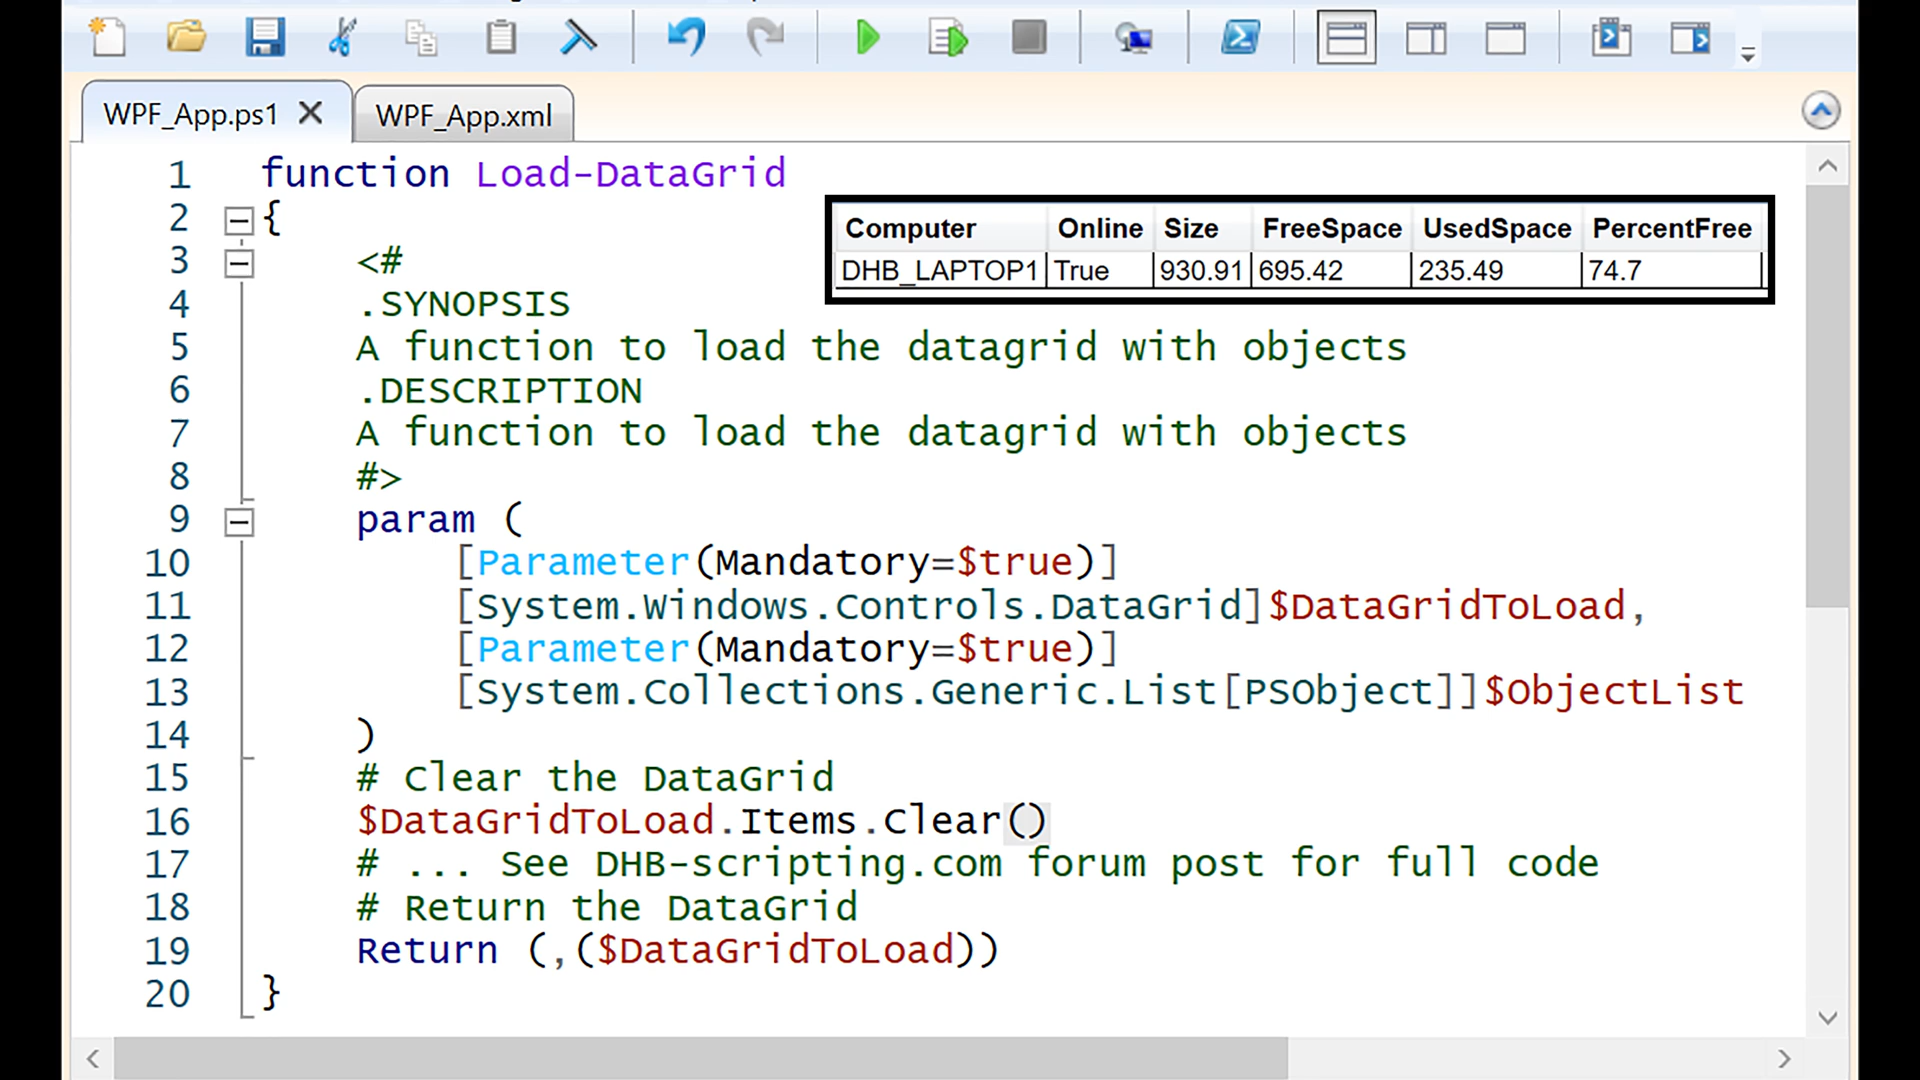 WPF_App.ps1
WPF_App.xml
1 function Load-DataGrid
2 {
Computer Online Size FreeSpace UsedSpace PercentFree
DHB_LAPTOP1 True 930.91 695.42 235.49 74.7
3 <#
4 .SYNOPSIS
5 A function to load the datagrid with objects
6 .DESCRIPTION
7 A function to load the datagrid with objects
8 #>
9 param (
10 [Parameter(Mandatory=$true)]
11 [System.Windows.Controls.DataGrid]$DataGridToLoad,
12 [Parameter(Mandatory=$true)]
13 [System.Collections.Generic.List[PSObject]]$ObjectList
14 )
15 # Clear the DataGrid
16 $DataGridToLoad.Items.Clear()
17 # ... See DHB-scripting.com forum post for full code
18 # Return the DataGrid
19 Return (,($DataGridToLoad))
20 }